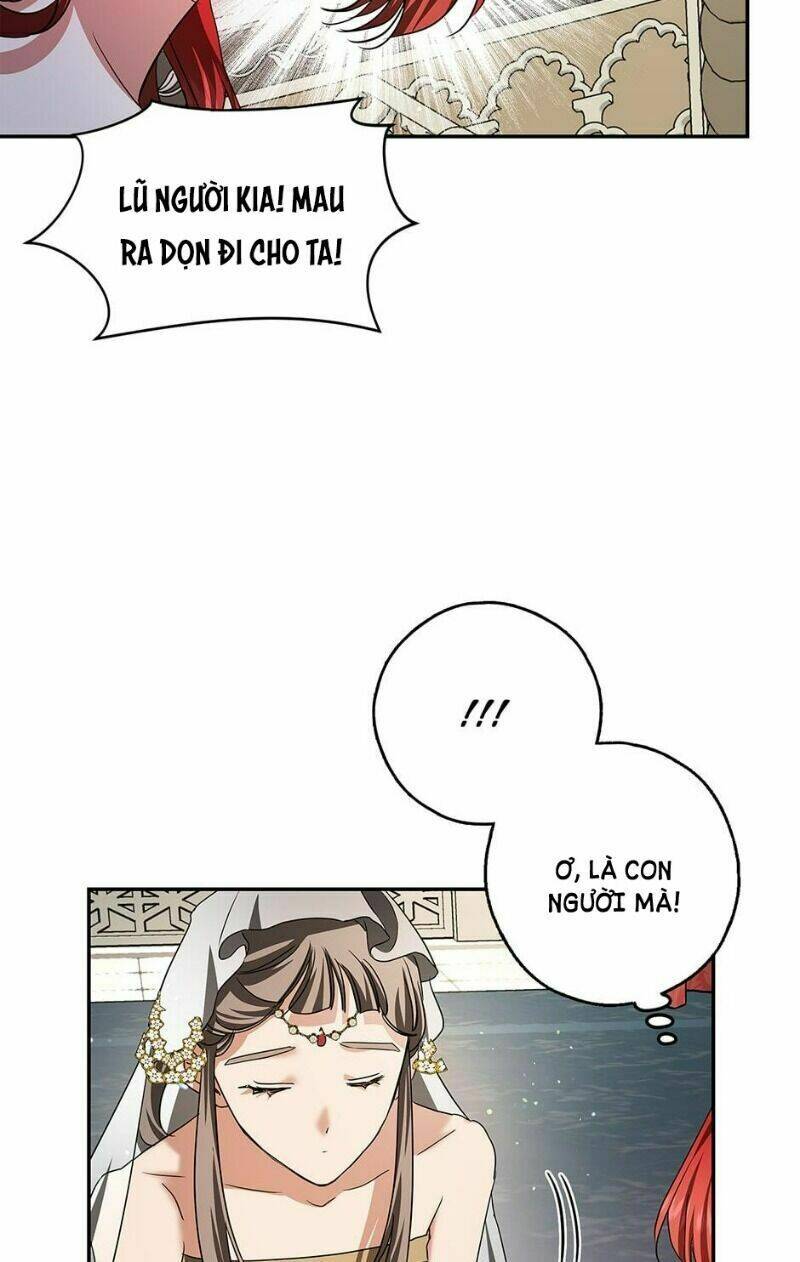 LŨ NGƯỜI KIA! MAU
RA DỌN ĐI CHO TA!
!!!
Ơ, LÀ CON
NGƯỜI MÀ!